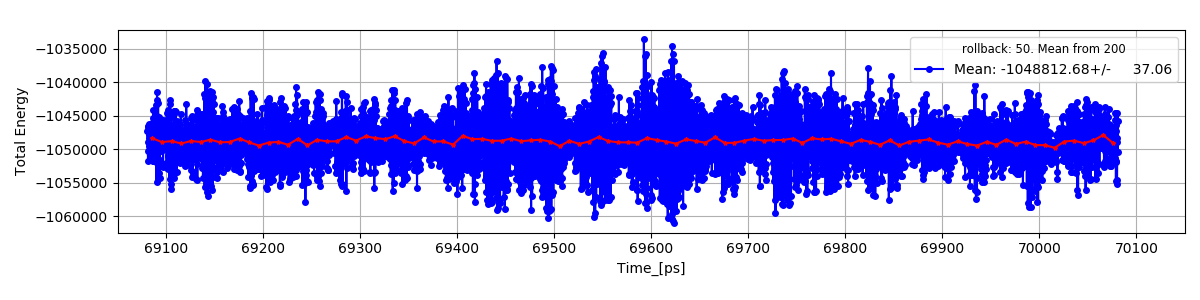 rollback: 50. Mean from 200
Mean: -1048812.68+/- 37.06
Total Energy
−1035000
−1040000
−1045000
−1050000
−1055000
−1060000
69100 69200 69300 69400 69500 69600 69700 69800 69900 70000 70100
Time_[ps]